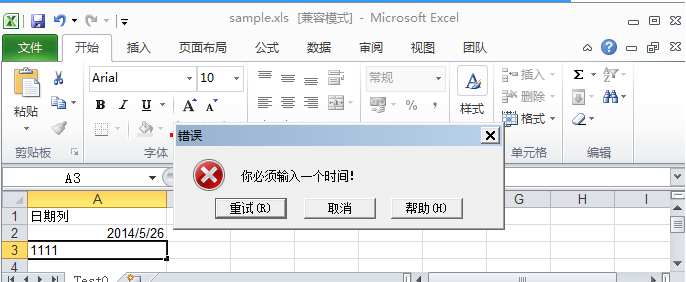 sample.xls [兼容模式] - Microsoft Excel
文件 开始 插入 页面布局 公式 数据 审阅 视图 团队
粘贴 Arial 10 常规 样式 插入
B I U A A % , 删除
格式
剪贴板 字体 单元格 编辑
错误
你必须输入一个时间!
重试(R) 取消 帮助(H)
A3
A G H I
1 日期列
2 2014/5/26
3 1111
4
Test0